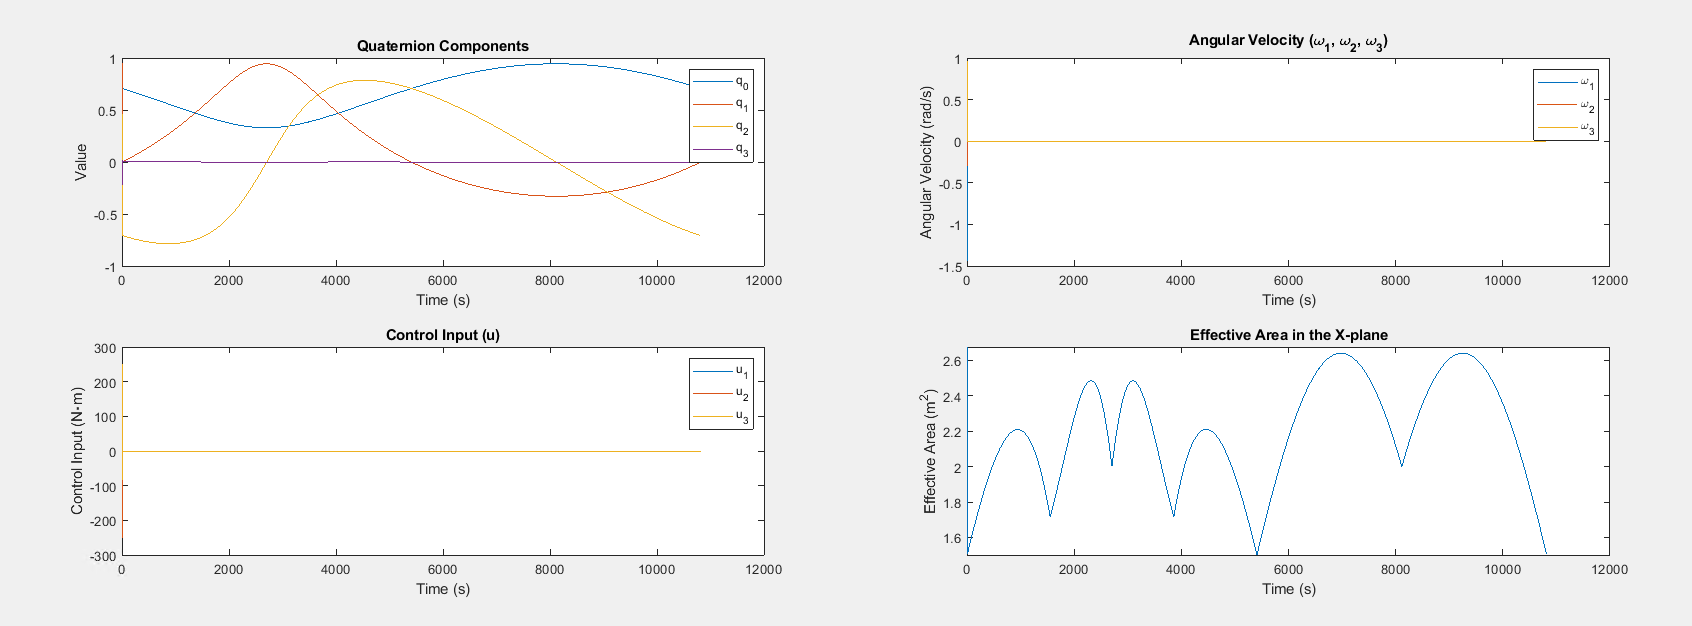 Quaternion Components
1
0.5
0
-0.5
-1
Value
0 2000 4000 6000 8000 10000 12000
Time (s)
q0
q1
q2
q3
Angular Velocity (ω1, ω2, ω3)
1
0.5
0
-0.5
-1
-1.5
Angular Velocity (rad/s)
0 2000 4000 6000 8000 10000 12000
Time (s)
ω1
ω2
ω3
Control Input (u)
300
200
100
0
-100
-200
-300
Control Input (N·m)
0 2000 4000 6000 8000 10000 12000
Time (s)
u1
u2
u3
Effective Area in the X-plane
2.6
2.4
2.2
2
1.8
1.6
Effective Area (m²)
0 2000 4000 6000 8000 10000 12000
Time (s)